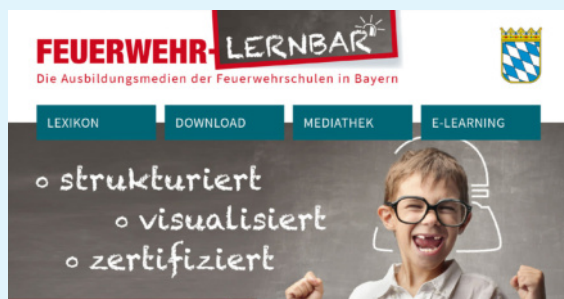 FEUERWEHR-LERNBAR
Die Ausbildungsmedien der Feuerwehrschulen in Bayern
LEXIKON DOWNLOAD MEDIATHEK E-LEARNING
strukturiert
visualisiert
zertifiziert